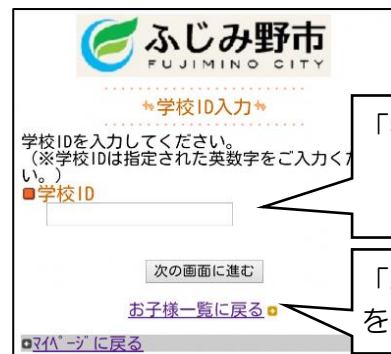 ふじみ野市
FUJIMINO CITY
学校ID入力
学校IDを入力してください。
（※学校IDは指定された英数字をご入力くだ
い。）
■学校ID
次の画面に進む
お子様一覧に戻る
ﾏｲﾍﾟｰｼﾞに戻る
「
「
を